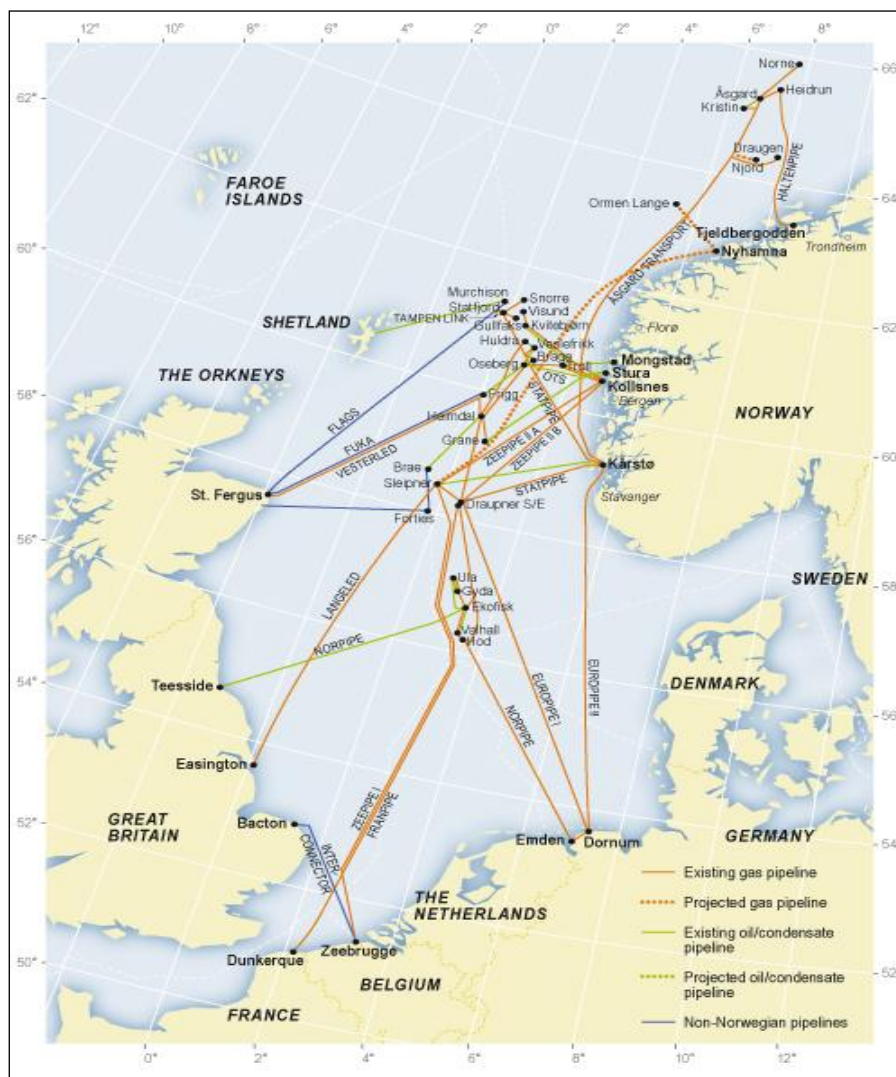 12° 10° 8° 6° 4° 2° 0° 2° 4° 6° 8°
66°
Norne
62°
Åsgard
Heidrun
Kristin
Draugen
Njord
HALTENPIPE
FAROE
ISLANDS
Ormen Lange
64°
Tjeldbergodden
Trondheim
Nyhamna
60°
ÅSGARD TRANSPORT
Murchison
Snorre
Statfjord
Visund
SHETLAND
TAMPEN LINK
Gullfaks
Kvitebjørn
Florø
62°
Huldra
Veslefrikk
Brage
Mongstad
Oseberg
Troll
THE ORKNEYS
OTS
Stura
Kollsnes
58°
FLAGS
Frigg
STATPIPE
Bergen
NORWAY
Heimdal
FUKA
VESTERLED
Grane
ZEEPIPE II A
ZEEPIPE II B
60°
Brae
Kårstø
Sleipner
STATPIPE
St. Fergus
Draupner S/E
Stavanger
Forties
56°
LANGELED
Ula
SWEDEN
58°
Gyda
Ekofisk
NORPIPE
Valhall
Hod
Teesside
54°
EUROPIPE I
EUROPIPE II
DENMARK
NORPIPE
56°
Easington
ZEEPIPE I
FRANPIPE
GREAT
BRITAIN
Bacton
52°
Emden
Dornum
GERMANY
54°
INTER
CONNECTOR
Existing gas pipeline
THE
NETHERLANDS
Projected gas pipeline
Existing oil/condensate
pipeline
Zeebrugge
Dunkerque
50°
BELGIUM
52°
Projected oil/condensate
pipeline
FRANCE
Non-Norwegian pipelines
0° 2° 4° 6° 8° 10° 12°